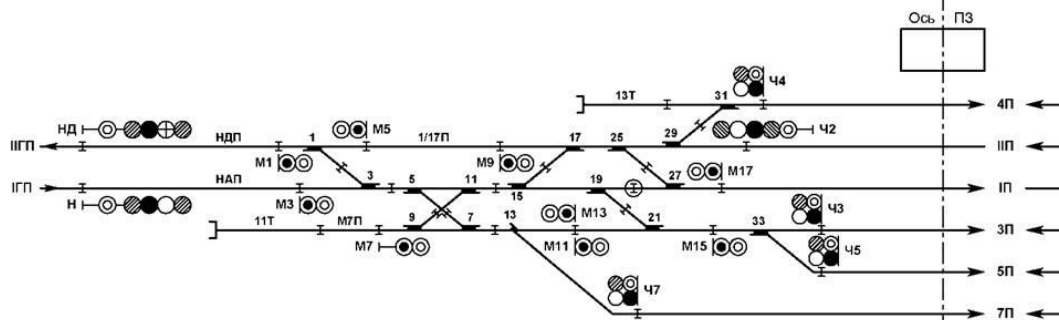 Ось ПЗ
Ч4
13Т
31
4П
НД
НДП
1
М5
1/17П
17
25
29
Ч2
IIГП
IIП
М1
М9
М17
IГП
НАП
3
5
11
15
19
27
IП
Н
М3
М13
Ч3
11Т
М7П
9
7
13
21
33
3П
М7
М11
М15
Ч5
5П
Ч7
7П